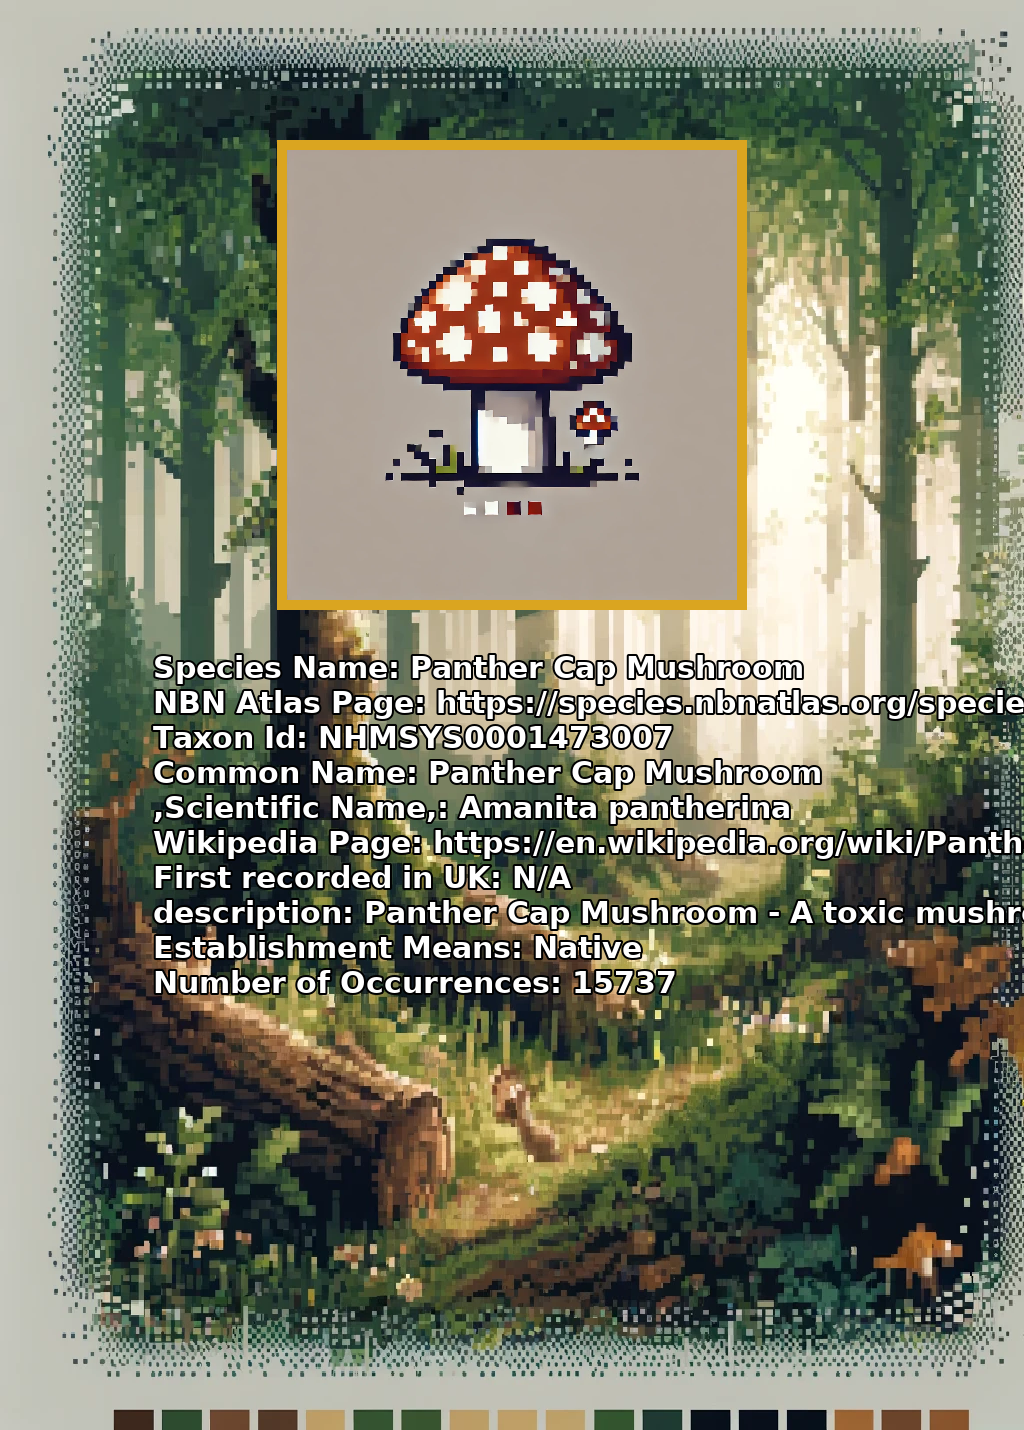 Species Name: Panther Cap Mushroom
NBN Atlas Page: https://species.nbnatlas.org/specie
Taxon Id: NHMSYS0001473007
Common Name: Panther Cap Mushroom
,Scientific Name,: Amanita pantherina
Wikipedia Page: https://en.wikipedia.org/wiki/Panth
First recorded in UK: N/A
description: Panther Cap Mushroom - A toxic mushr
Establishment Means: Native
Number of Occurrences: 15737